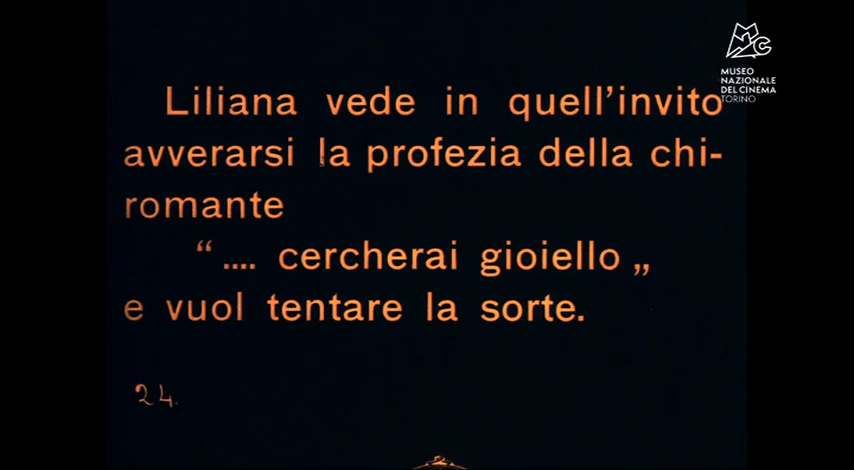 MUSEO
NAZIONALE
DEL CINEMA
TORINO
Liliana vede in quell'invito
avverarsi la profezia della chi-
romante
“ .... cercherai gioiello „
e vuol tentare la sorte.
24.